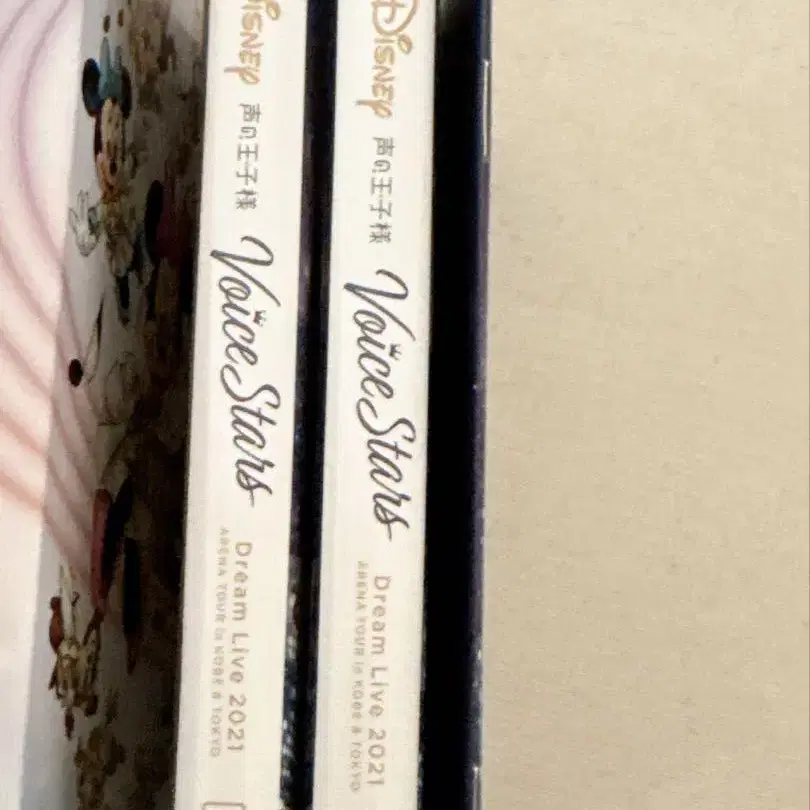 Disney 声の王子様 Voice Stars
Dream Live 2021
ARENA TOUR in KOBE & TOKYO
Disney 声の王子様 Voice Stars
Dream Live 2021
ARENA TOUR in KOBE & TOKYO